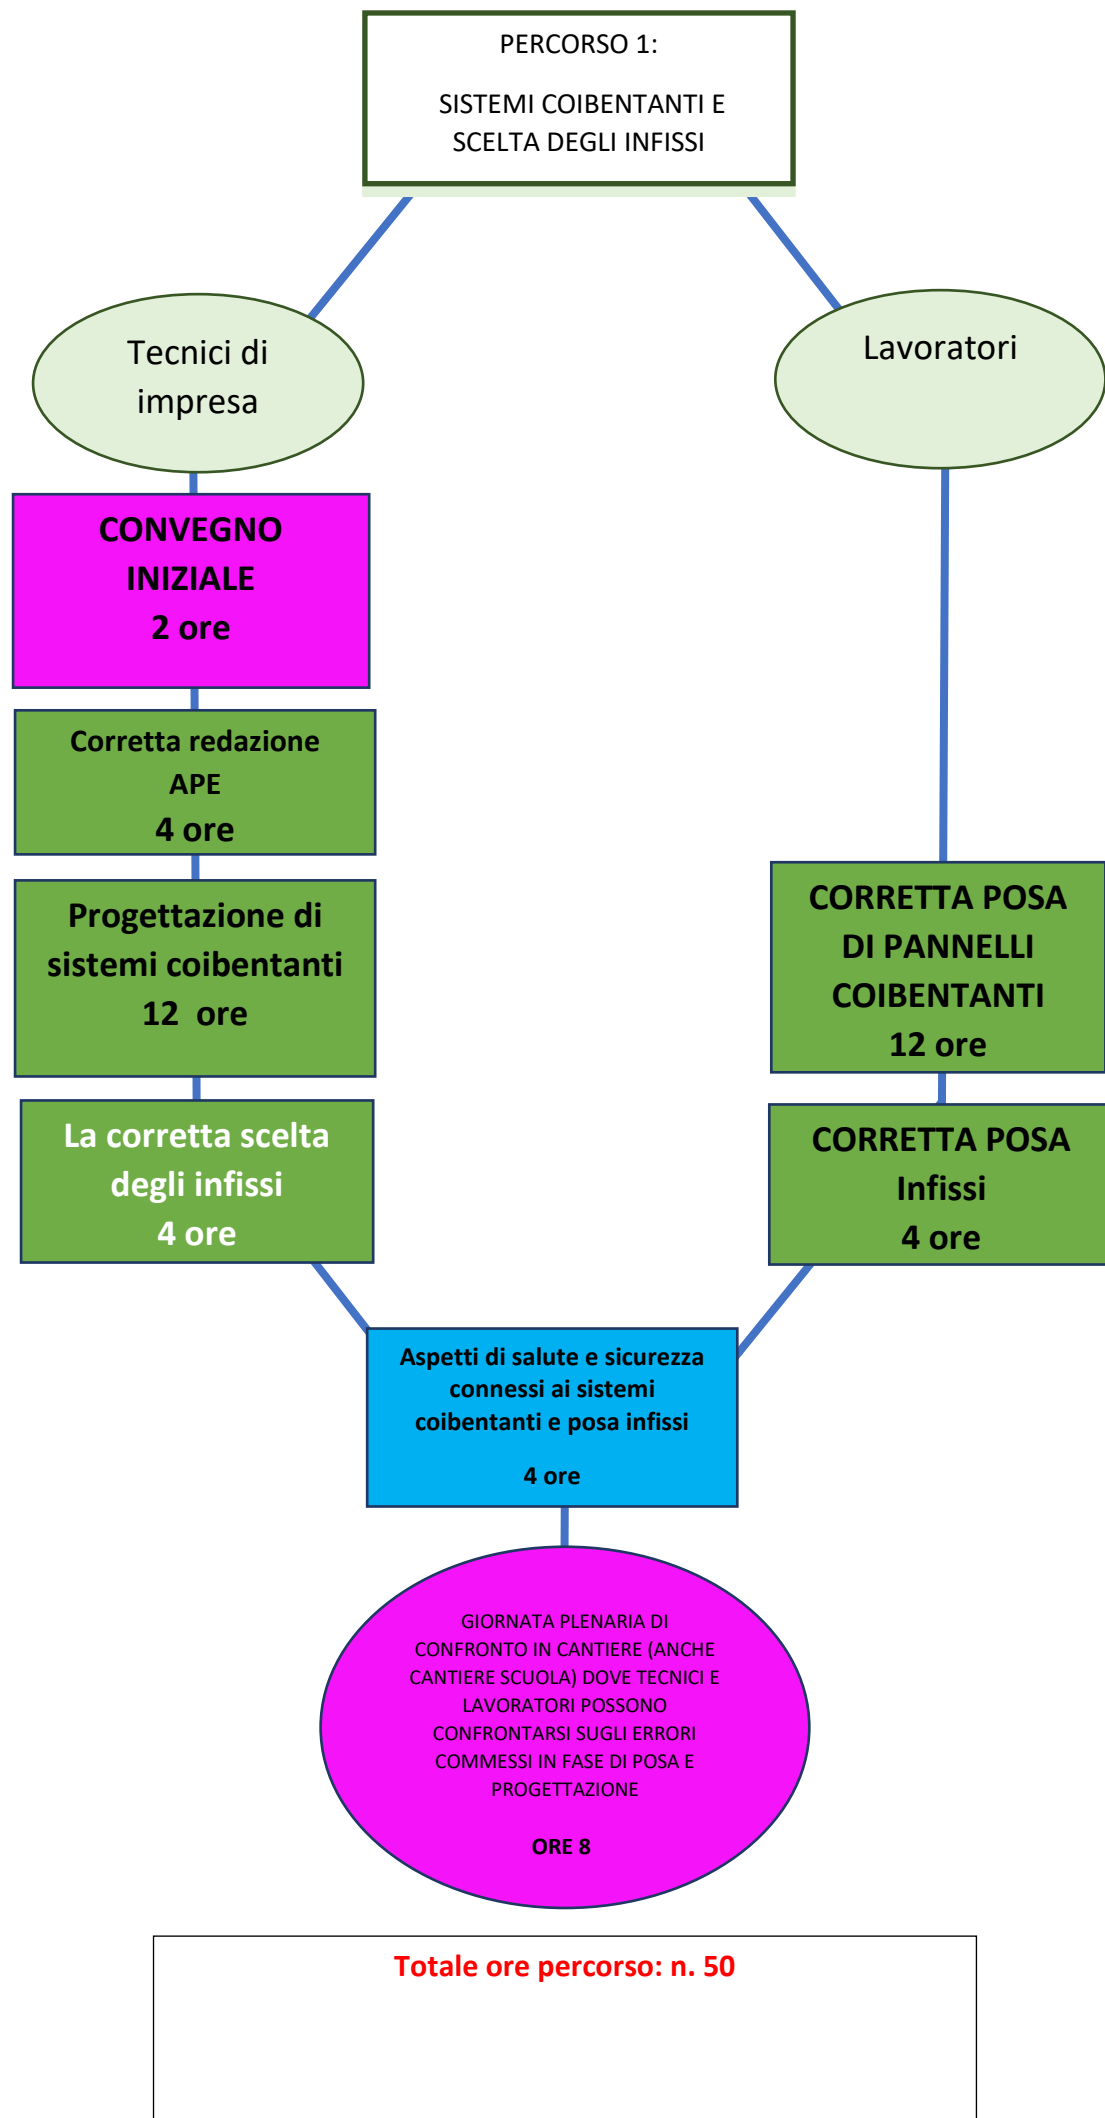 PERCORSO 1:
SISTEMI COIBENTANTI E
SCELTA DEGLI INFISSI
Tecnici di
impresa
Lavoratori
CONVEGNO
INIZIALE
2 ore
Corretta redazione
APE
4 ore
Progettazione di
sistemi coibentanti
12 ore
La corretta scelta
degli infissi
4 ore
CORRETTA POSA
DI PANNELLI
COIBENTANTI
12 ore
CORRETTA POSA
Infissi
4 ore
Aspetti di salute e sicurezza
connessi ai sistemi
coibentanti e posa infissi
4 ore
GIORNATA PLENARIA DI
CONFRONTO IN CANTIERE (ANCHE
CANTIERE SCUOLA) DOVE TECNICI E
LAVORATORI POSSONO
CONFRONTARSI SUGLI ERRORI
COMMESSI IN FASE DI POSA E
PROGETTAZIONE
ORE 8
Totale ore percorso: n. 50